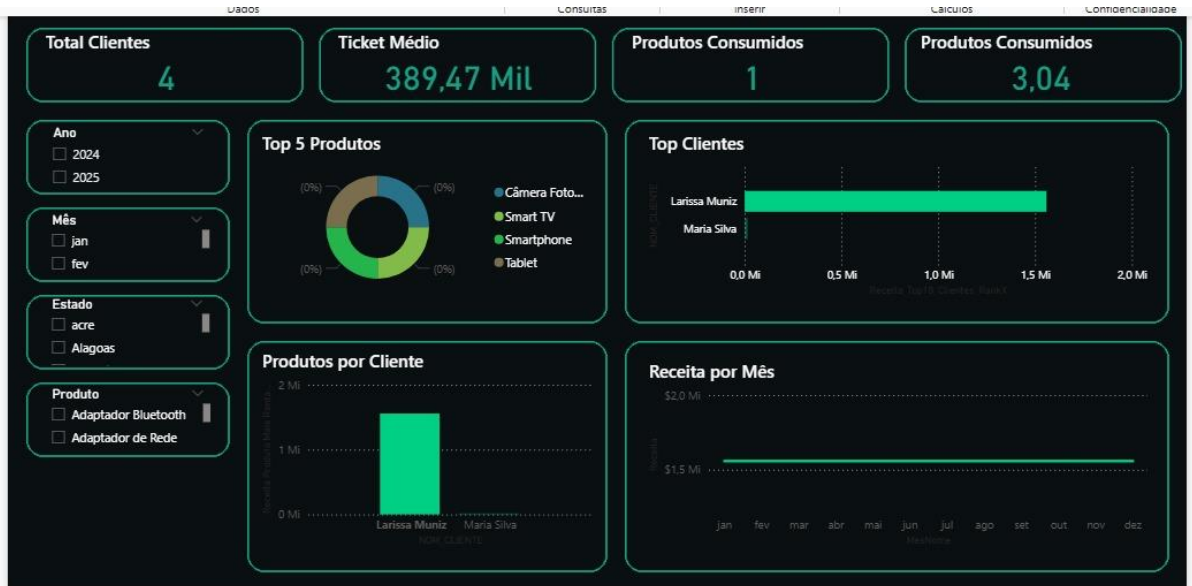 Dados
Consultas
Inserir
Cálculos
Confidencialidade
Total Clientes
4
Ticket Médio
389,47 Mil
Produtos Consumidos
1
Produtos Consumidos
3,04
Ano
2024
2025
Mês
jan
fev
Estado
acre
Alagoas
Produto
Adaptador Bluetooth
Adaptador de Rede
Top 5 Produtos
(0%)
(0%)
(0%)
(0%)
Câmera Foto...
Smart TV
Smartphone
Tablet
Top Clientes
NOM_CLIENTE
Larissa Muniz
Maria Silva
0,0 Mi
0,5 Mi
1,0 Mi
1,5 Mi
2,0 Mi
Produtos por Cliente
2 Mi
1 Mi
0 Mi
Larissa Muniz
Maria Silva
NOM_CLIENTE
Receita por Mês
$2,0 Mi
$1,5 Mi
Receita
jan fev mar abr mai jun jul ago set out nov dez
MesNome